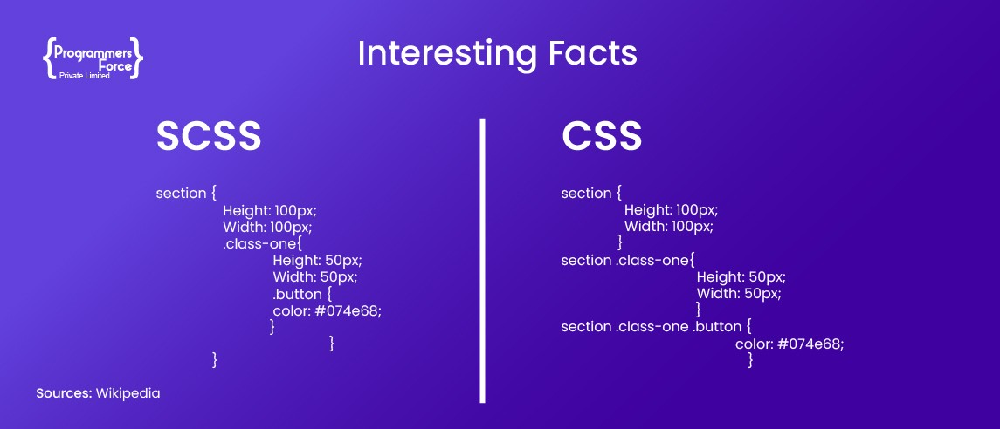 {Programmers
Force}
Private Limited
Interesting Facts
SCSS
section {
Height: 100px;
Width: 100px;
.class-one{
Height: 50px;
Width: 50px;
.button {
color: #074e68;
}
}
}
CSS
section {
Height: 100px;
Width: 100px;
}
section .class-one{
Height: 50px;
Width: 50px;
}
section .class-one .button {
color: #074e68;
}
Sources: Wikipedia